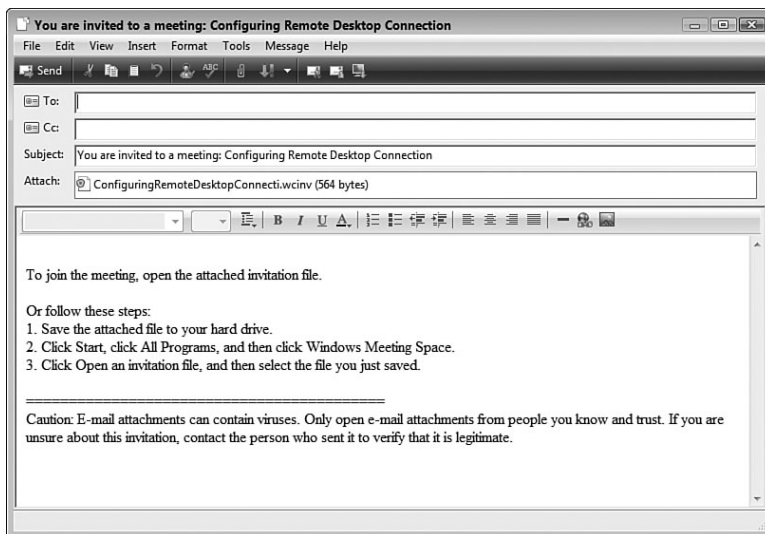 You are invited to a meeting: Configuring Remote Desktop Connection
File Edit View Insert Format Tools Message Help
Send ABC
To:
Cc:
Subject: You are invited to a meeting: Configuring Remote Desktop Connection
Attach: ConfiguringRemoteDesktopConnecti.wcinv (564 bytes)
B I U A
To join the meeting, open the attached invitation file.
Or follow these steps:
1. Save the attached file to your hard drive.
2. Click Start, click All Programs, and then click Windows Meeting Space.
3. Click Open an invitation file, and then select the file you just saved.
==========================================
Caution: E-mail attachments can contain viruses. Only open e-mail attachments from people you know and trust. If you are
unsure about this invitation, contact the person who sent it to verify that it is legitimate.